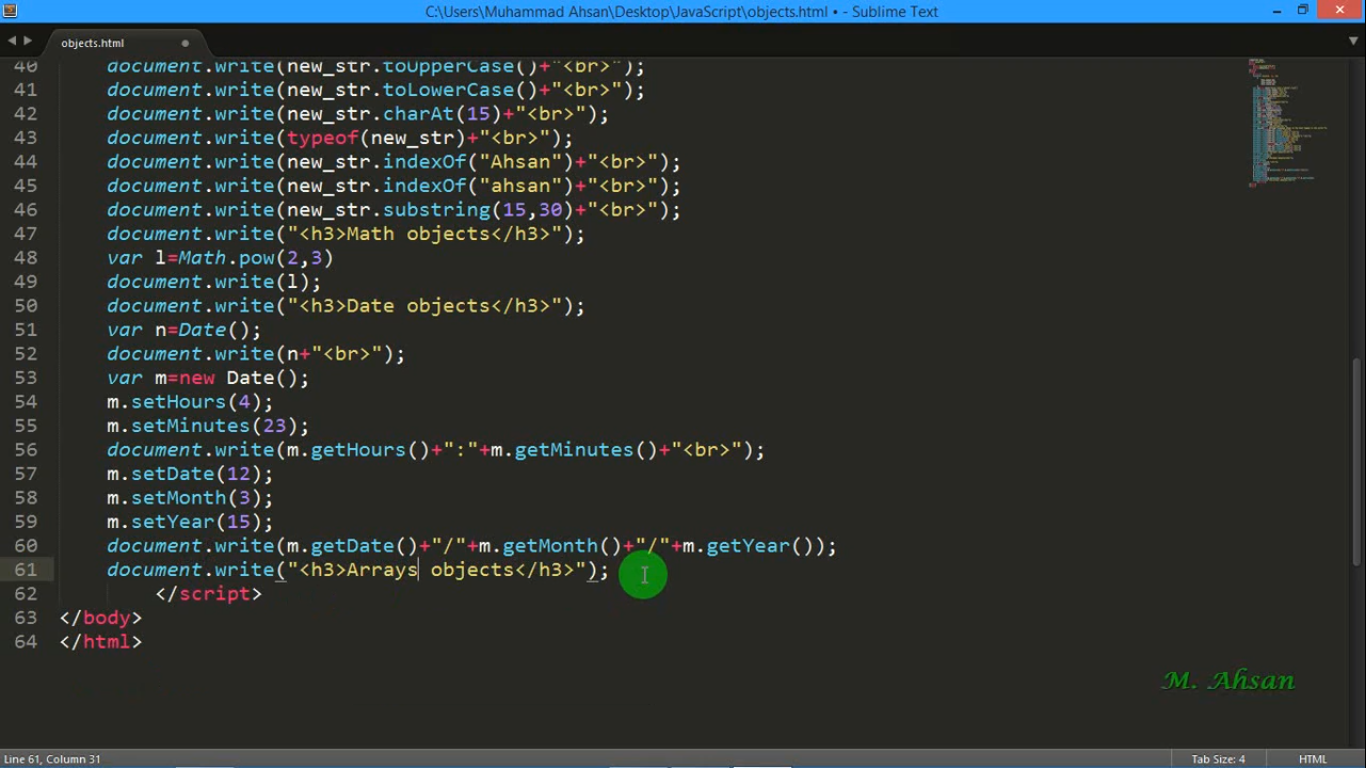 C:\Users\Muhammad Ahsan\Desktop\JavaScript\objects.html • - Sublime Text
objects.html
40 document.write(new_str.toUpperCase()+"<br>");
41 document.write(new_str.toLowerCase()+"<br>");
42 document.write(new_str.charAt(15)+"<br>");
43 document.write(typeof(new_str)+"<br>");
44 document.write(new_str.indexOf("Ahsan")+"<br>");
45 document.write(new_str.indexOf("ahsan")+"<br>");
46 document.write(new_str.substring(15,30)+"<br>");
47 document.write("<h3>Math objects</h3>");
48 var l=Math.pow(2,3)
49 document.write(l);
50 document.write("<h3>Date objects</h3>");
51 var n=Date();
52 document.write(n+"<br>");
53 var m=new Date();
54 m.setHours(4);
55 m.setMinutes(23);
56 document.write(m.getHours()+":"+m.getMinutes()+"<br>");
57 m.setDate(12);
58 m.setMonth(3);
59 m.setYear(15);
60 document.write(m.getDate()+"/"+m.getMonth()+"/"+m.getYear());
61 document.write("<h3>Arrays objects</h3>");
62 </script>
63 </body>
64 </html>
M. Ahsan
Line 61, Column 31 Tab Size: 4 HTML